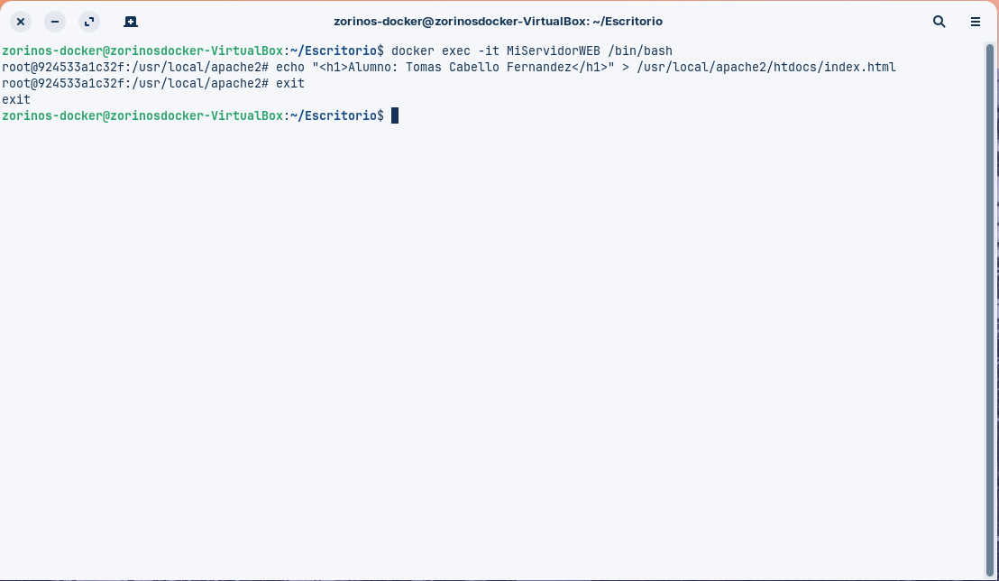 zorinos-docker@zorinosdocker-VirtualBox: ~/Escritorio
zorinos-docker@zorinosdocker-VirtualBox:~/Escritorio$ docker exec -it MiServidorWEB /bin/bash
root@924533a1c32f:/usr/local/apache2# echo "<h1>Alumno: Tomas Cabello Fernandez</h1>" > /usr/local/apache2/htdocs/index.html
root@924533a1c32f:/usr/local/apache2# exit
exit
zorinos-docker@zorinosdocker-VirtualBox:~/Escritorio$